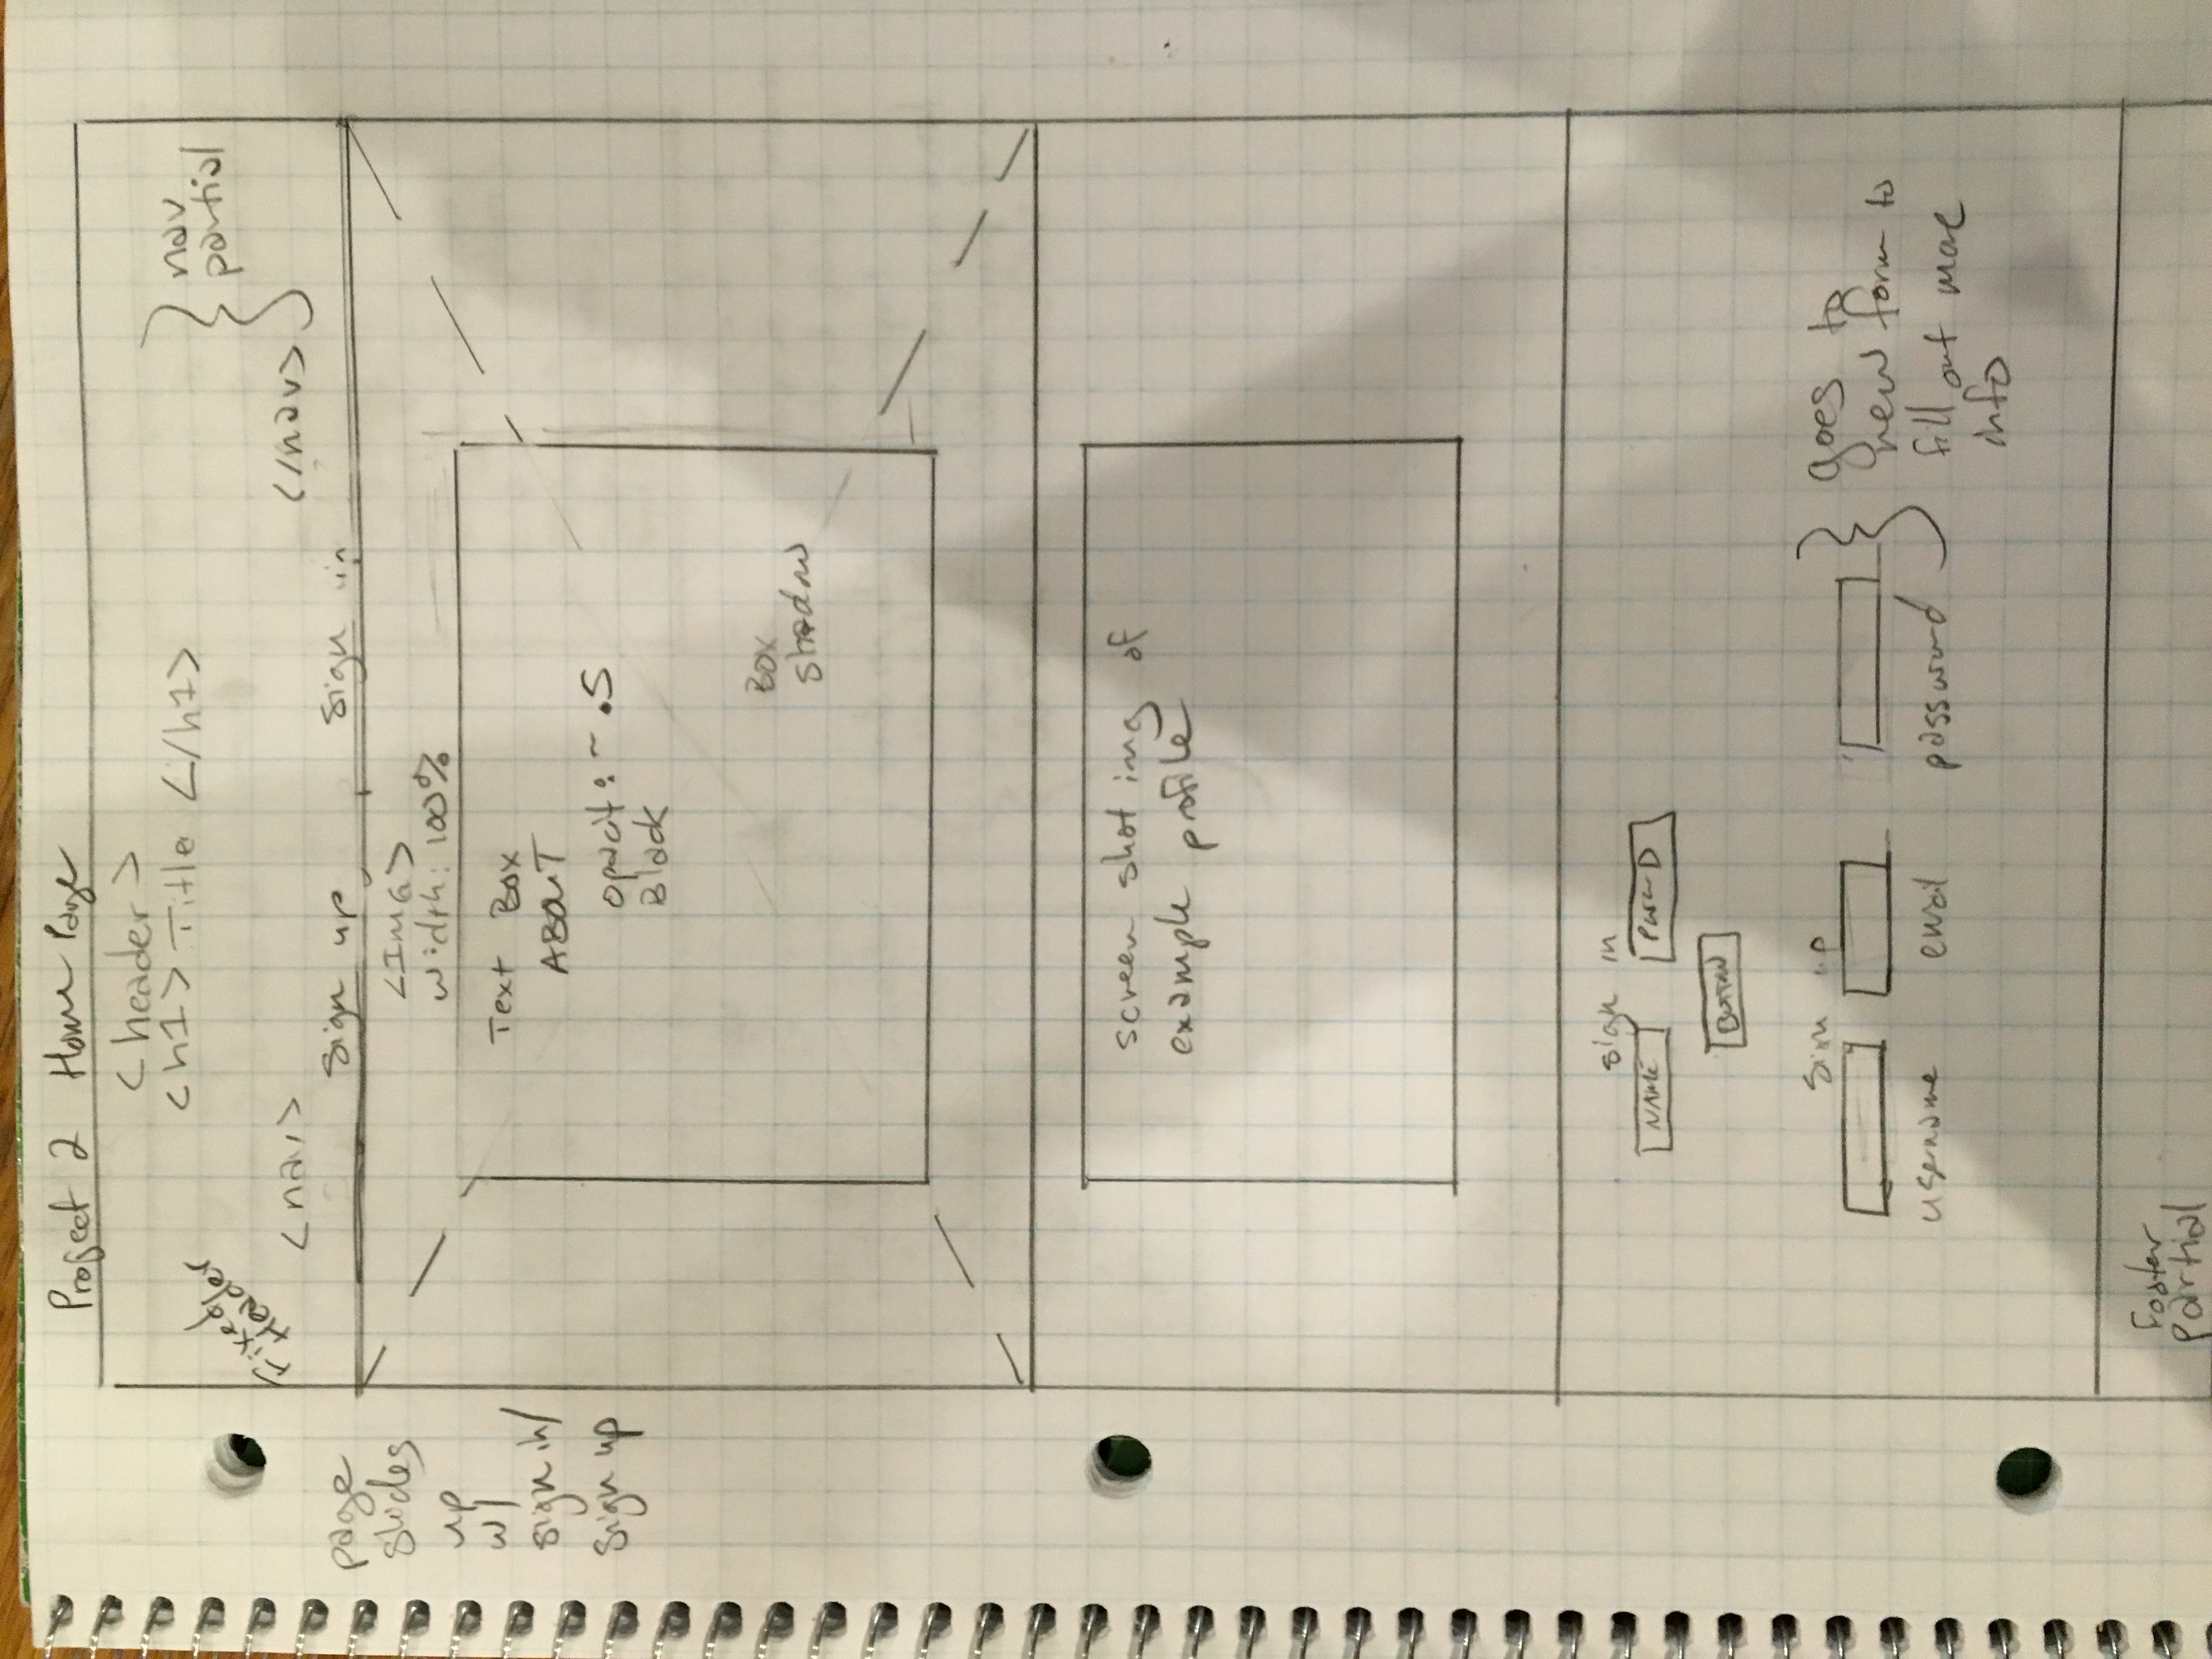 Project 2 Home Page
<header>
<h1> Title </h1>
nav
partial
Fixed
Header
<nav>
</nav>
sign up
sign in
page
slides
up
w/
sign in/
sign up
<IMG>
width: 100%
Text Box
ABOUT
opacit: ~ .5
Black
Box
shadow
screen shot img of
example profile
sign in
NAME
PSWD
BUTTON
sign up
username
email
password
goes to
new form to
fill out more
info
Footer
partial